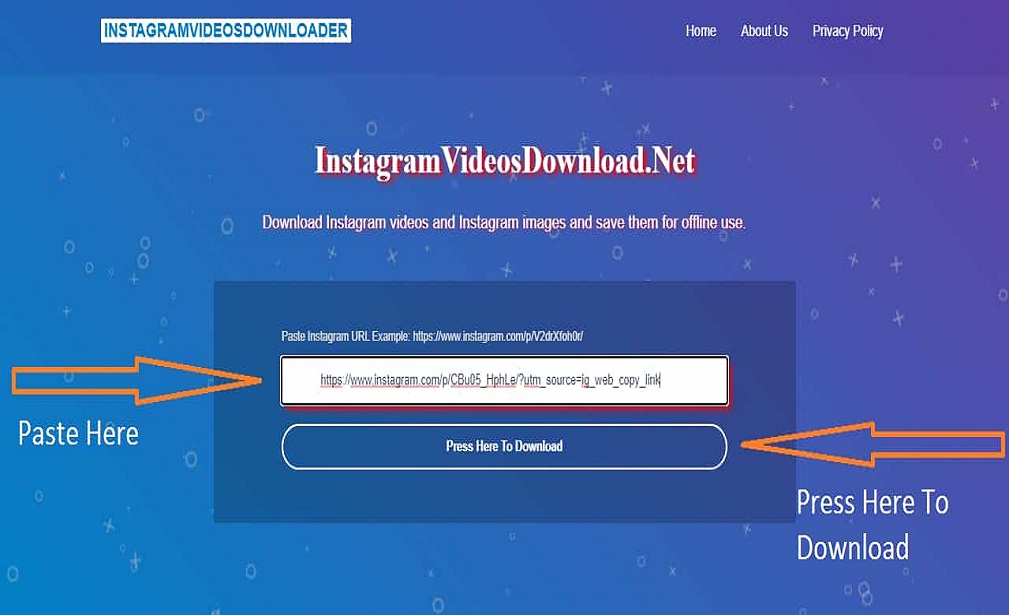 INSTAGRAMVIDEOSDOWNLOADER
Home About Us Privacy Policy
InstagramVideosDownload.Net
Download Instagram videos and Instagram images and save them for offline use.
Paste Instagram URL Example: https://www.instagram.com/p/V2drXfoh0r/
https://www.instagram.com/p/CBu05_HphLe/?utm_source=ig_web_copy_link
Paste Here
Press Here To Download
Press Here To
Download